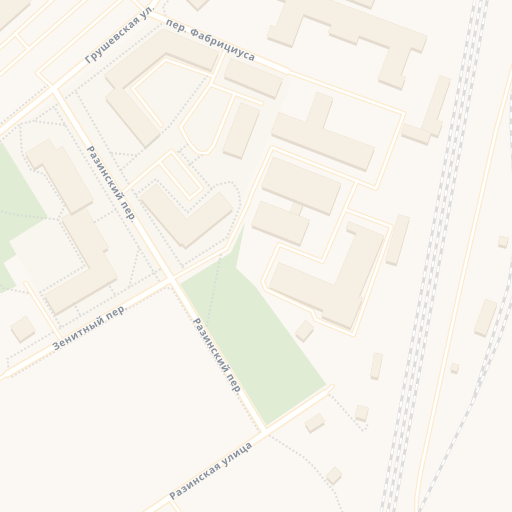 Грушевская ул.
пер. Фабрициуса
Разинский пер.
Зенитный пер.
Разинский пер.
Разинская улица